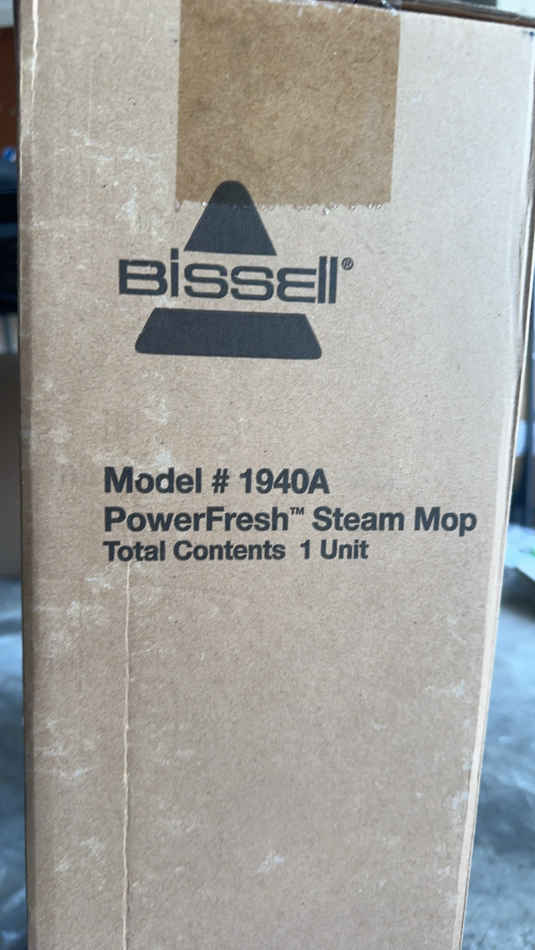 BISSELL®
Model # 1940A
PowerFresh™ Steam Mop
Total Contents 1 Unit